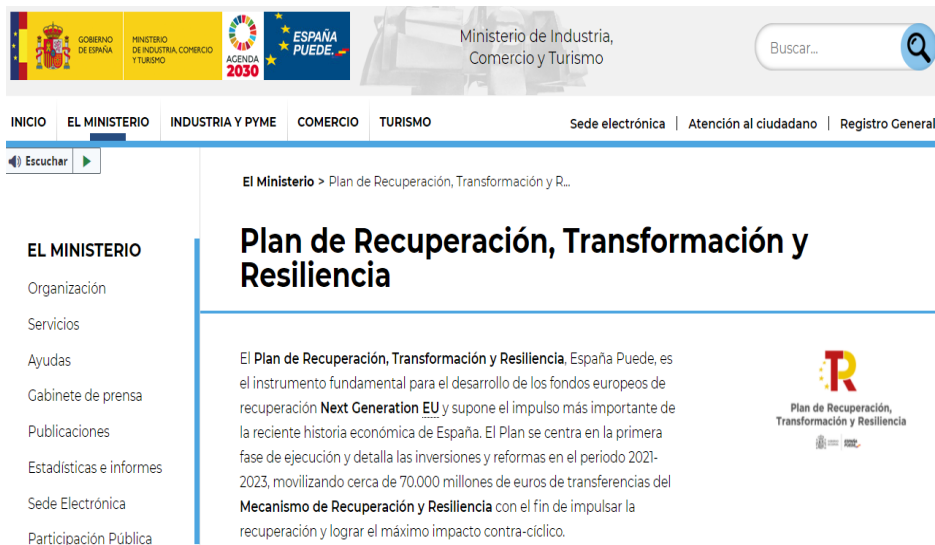 GOBIERNO
DE ESPAÑA
MINISTERIO
DE INDUSTRIA, COMERCIO
Y TURISMO
AGENDA
2030
ESPAÑA
PUEDE.
Ministerio de Industria,
Comercio y Turismo
Buscar...
INICIO EL MINISTERIO INDUSTRIA Y PYME COMERCIO TURISMO Sede electrónica | Atención al ciudadano | Registro General
Escuchar
El Ministerio > Plan de Recuperación, Transformación y R...
EL MINISTERIO
Organización
Servicios
Ayudas
Gabinete de prensa
Publicaciones
Estadísticas e informes
Sede Electrónica
Participación Pública
Plan de Recuperación, Transformación y
Resiliencia
El Plan de Recuperación, Transformación y Resiliencia, España Puede, es
el instrumento fundamental para el desarrollo de los fondos europeos de
recuperación Next Generation EU y supone el impulso más importante de
la reciente historia económica de España. El Plan se centra en la primera
fase de ejecución y detalla las inversiones y reformas en el período 2021-
2023, movilizando cerca de 70.000 millones de euros de transferencias del
Mecanismo de Recuperación y Resiliencia con el fin de impulsar la
recuperación y lograr el máximo impacto contra-cíclico.
Plan de Recuperación,
Transformación y Resiliencia